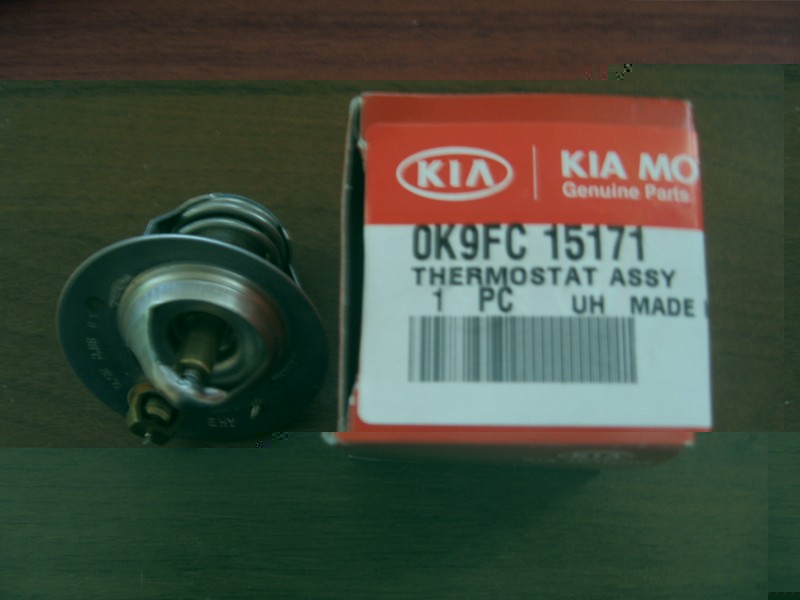 KIA
KIA MO
Genuine Parts
0K9FC 15171
THERMOSTAT ASSY
1 PC UH MADE